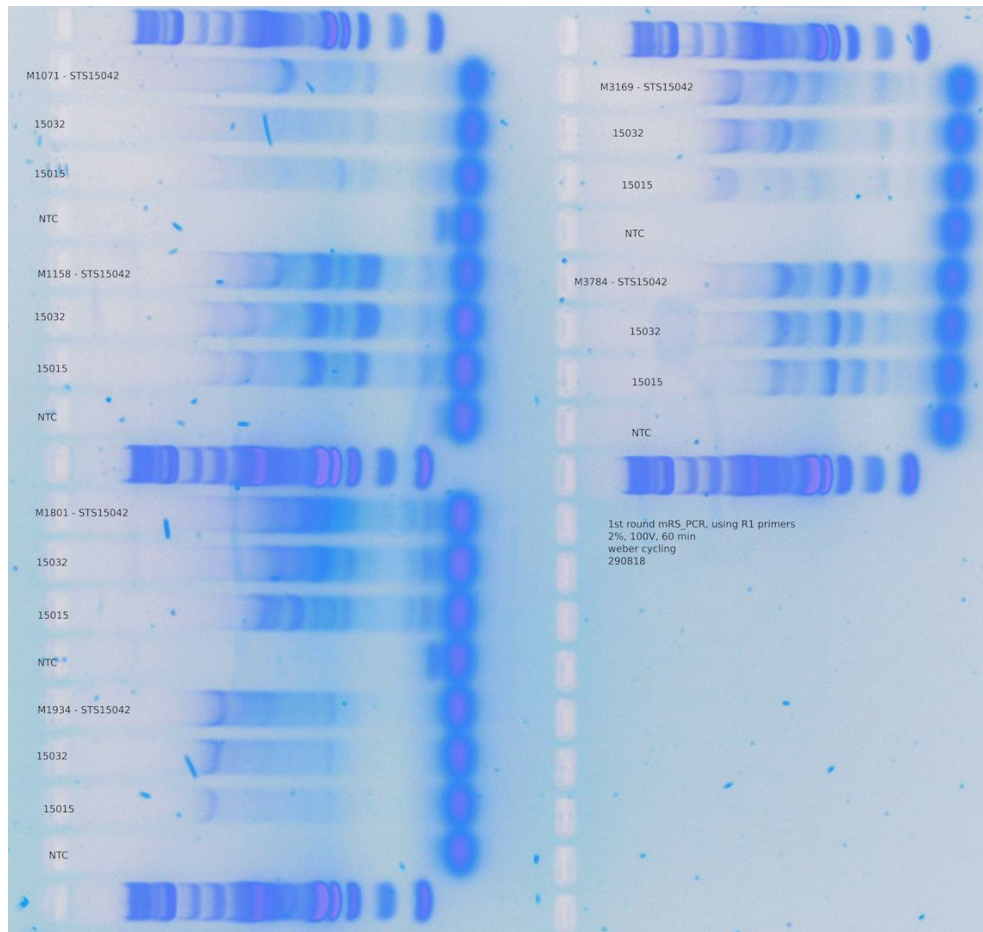 M1071 - STS15042
15032
15015
NTC
M1158 - STS15042
15032
15015
NTC
M1801 - STS15042
15032
15015
NTC
M1934 - STS15042
15032
15015
NTC
M3169 - STS15042
15032
15015
NTC
M3784 - STS15042
15032
15015
NTC
1st round mRS_PCR, using R1 primers
2%, 100V, 60 min
weber cycling
290818